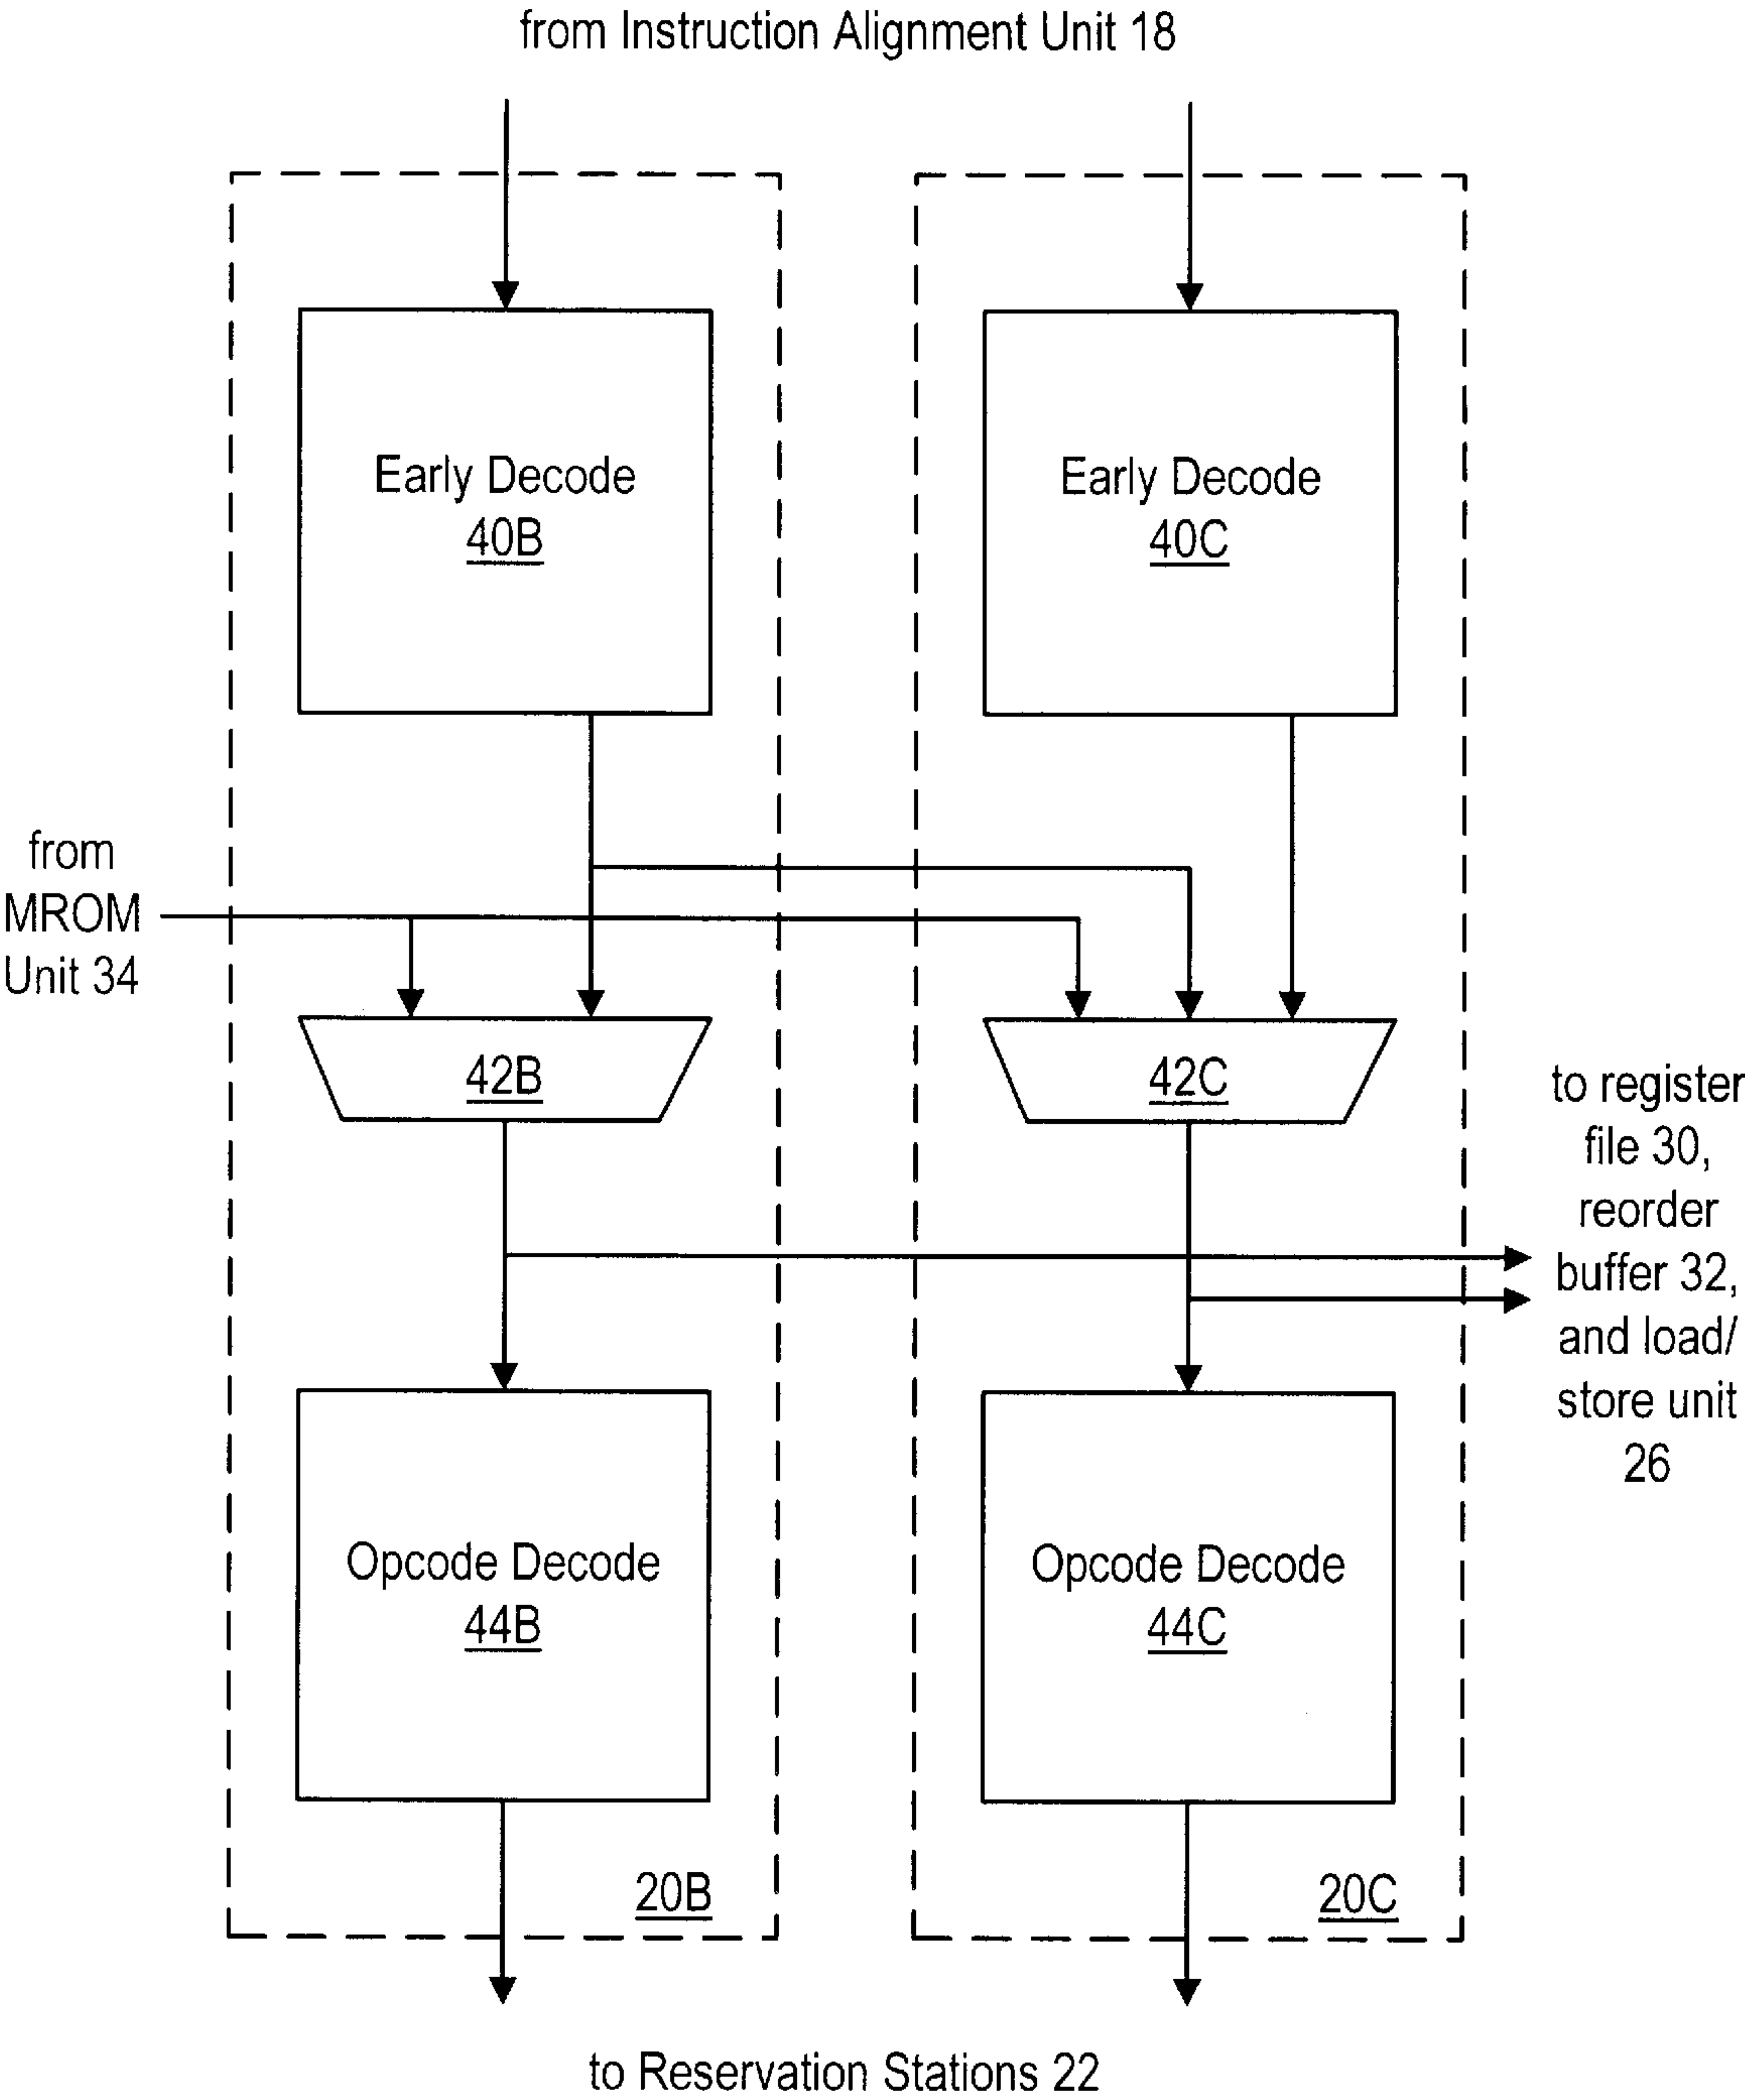 from Instruction Alignment Unit 18
Early Decode
40B
Early Decode
40C
from
MROM
Unit 34
42B
42C
to register
file 30,
reorder
buffer 32,
and load/
store unit
26
Opcode Decode
44B
Opcode Decode
44C
20B
20C
to Reservation Stations 22